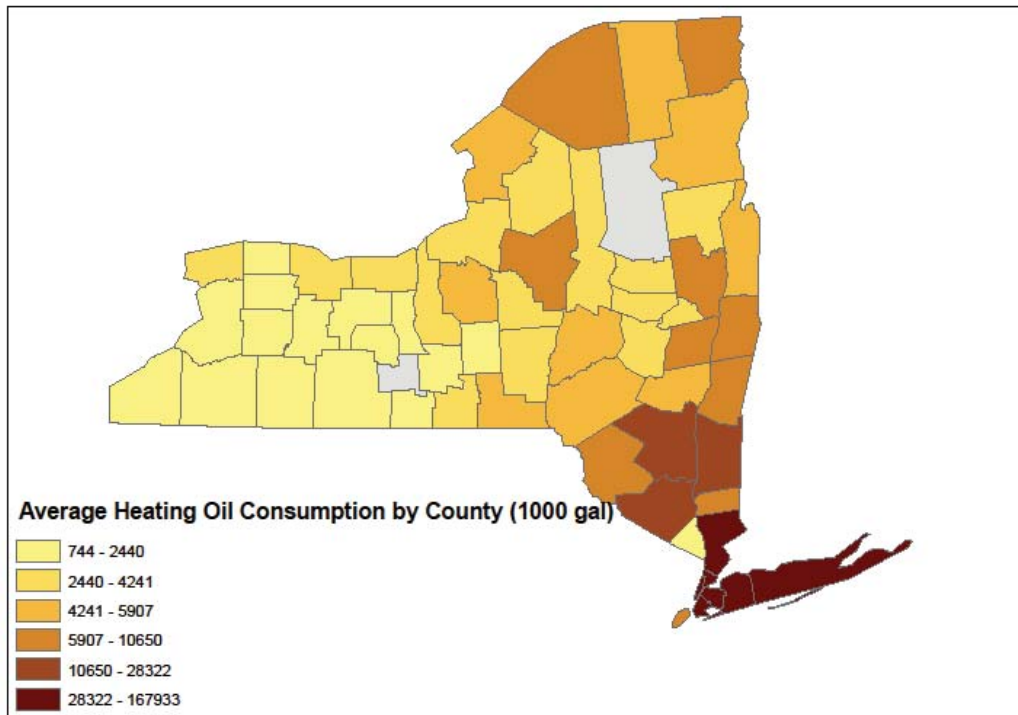 Average Heating Oil Consumption by County (1000 gal)
744 - 2440
2440 - 4241
4241 - 5907
5907 - 10650
10650 - 28322
28322 - 167933